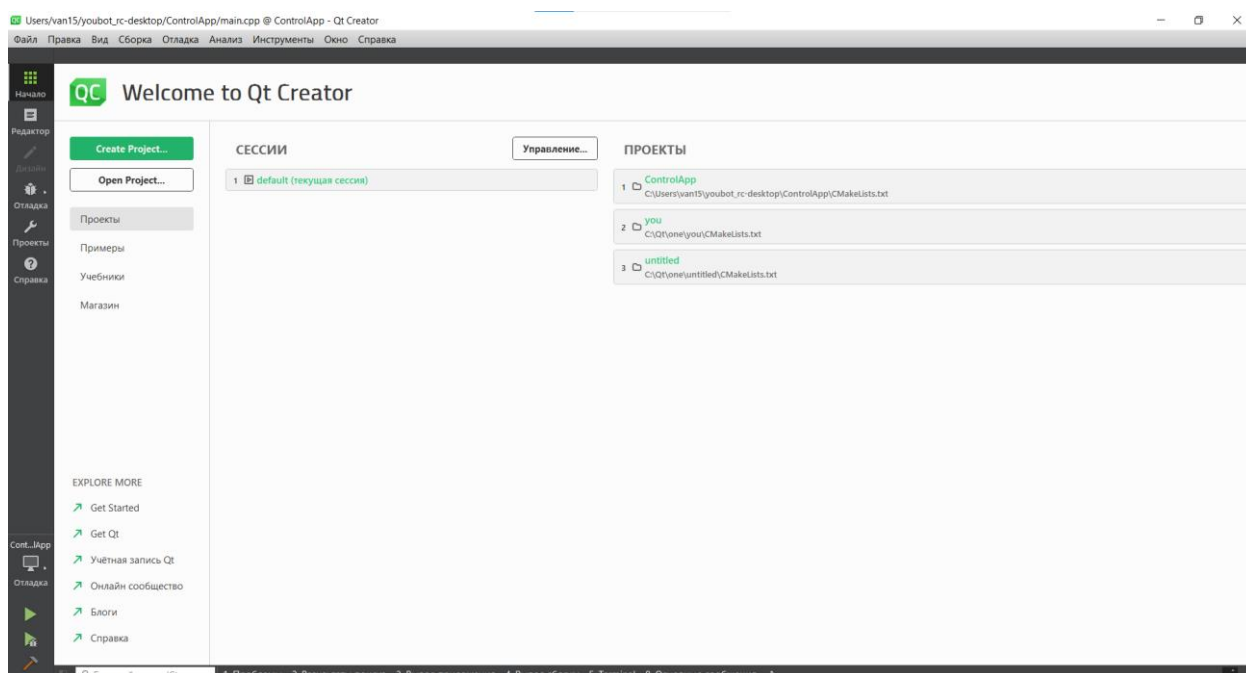 Users/van15/youbot_rc-desktop/ControlApp/main.cpp @ ControlApp - Qt Creator
Файл Правка Вид Сборка Отладка Анализ Инструменты Окно Справка
Начало
Редактор
Дизайн
Отладка
Проекты
Справка
QC Welcome to Qt Creator
Create Project...
Open Project...
Проекты
Примеры
Учебники
Магазин
СЕССИИ
Управление...
1 default (текущая сессия)
ПРОЕКТЫ
1 ControlApp
C:\Users\van15\youbot_rc-desktop\ControlApp\CMakeLists.txt
2 you
C:\Qt\one\you\CMakeLists.txt
3 untitled
C:\Qt\one\untitled\CMakeLists.txt
EXPLORE MORE
Get Started
Get Qt
Учётная запись Qt
Онлайн сообщество
Блоги
Справка
Cont...lApp
Отладка